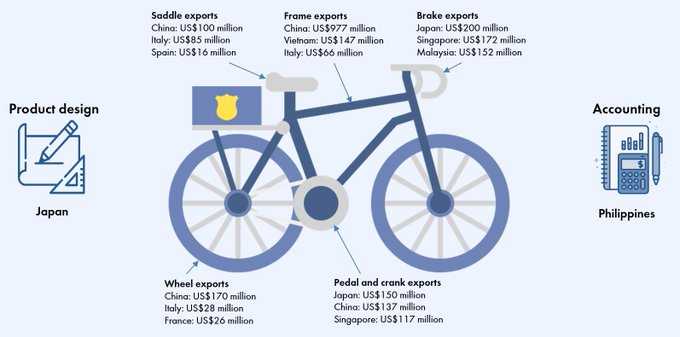 Saddle exports
China: US$100 million
Italy: US$85 million
Spain: US$16 million
Frame exports
China: US$977 million
Vietnam: US$147 million
Italy: US$66 million
Brake exports
Japan: US$200 million
Singapore: US$172 million
Malaysia: US$152 million
Product design
Japan
Accounting
$
Philippines
Wheel exports
China: US$170 million
Italy: US$28 million
France: US$26 million
Pedal and crank exports
Japan: US$150 million
China: US$137 million
Singapore: US$117 million